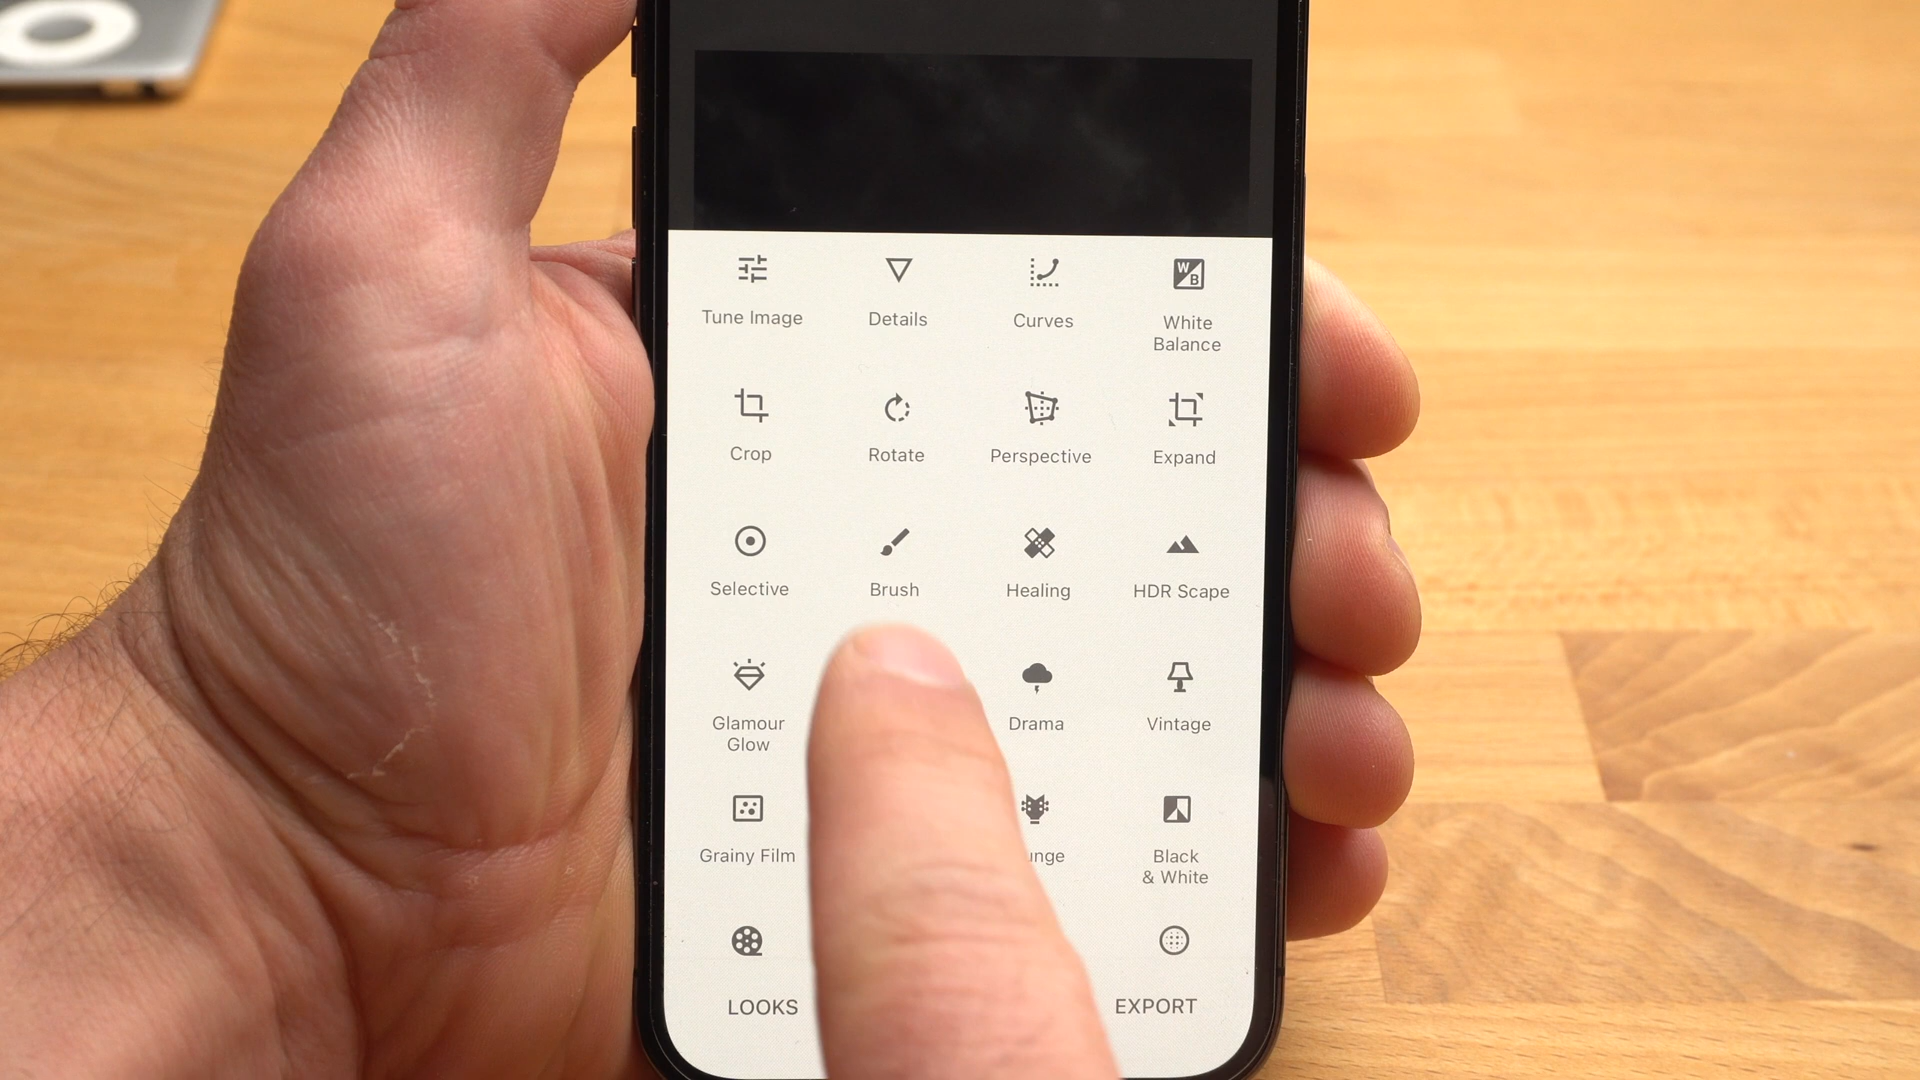 Tune Image
Details
Curves
W
B
White
Balance
Crop
Rotate
Perspective
Expand
Selective
Brush
Healing
HDR Scape
Glamour
Glow
Drama
Vintage
Grainy Film
Black
& White
LOOKS
EXPORT